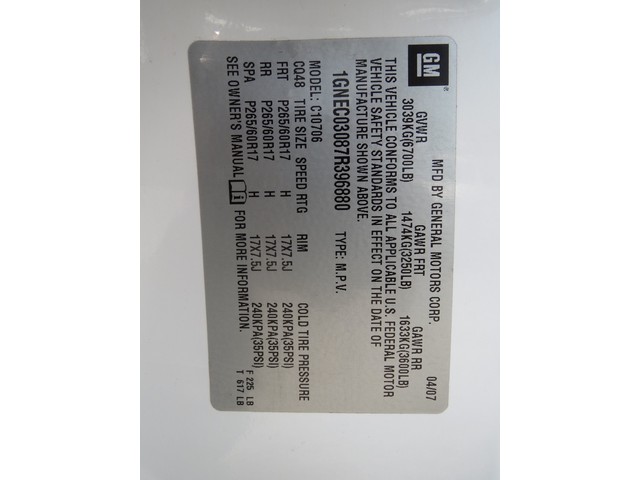 GM ®
MFD BY GENERAL MOTORS CORP. 04/07
GVWR GAWR FRT GAWR RR
3039KG(6700LB) 1474KG(3250LB) 1633KG(3600LB)
THIS VEHICLE CONFORMS TO ALL APPLICABLE U.S. FEDERAL MOTOR
VEHICLE SAFETY STANDARDS IN EFFECT ON THE DATE OF
MANUFACTURE SHOWN ABOVE.
1GNEC03087R396880 TYPE: M.P.V.
MODEL: C10706
CQ48 TIRE SIZE SPEED RTG RIM COLD TIRE PRESSURE
FRT P265/60R17 H 17X7.5J 240KPA(35PSI)
RR P265/60R17 H 17X7.5J 240KPA(35PSI)
SPA P265/60R17 H 17X7.5J 240KPA(35PSI)
SEE OWNER'S MANUAL i FOR MORE INFORMATION.
F 225 LB
T 617 LB